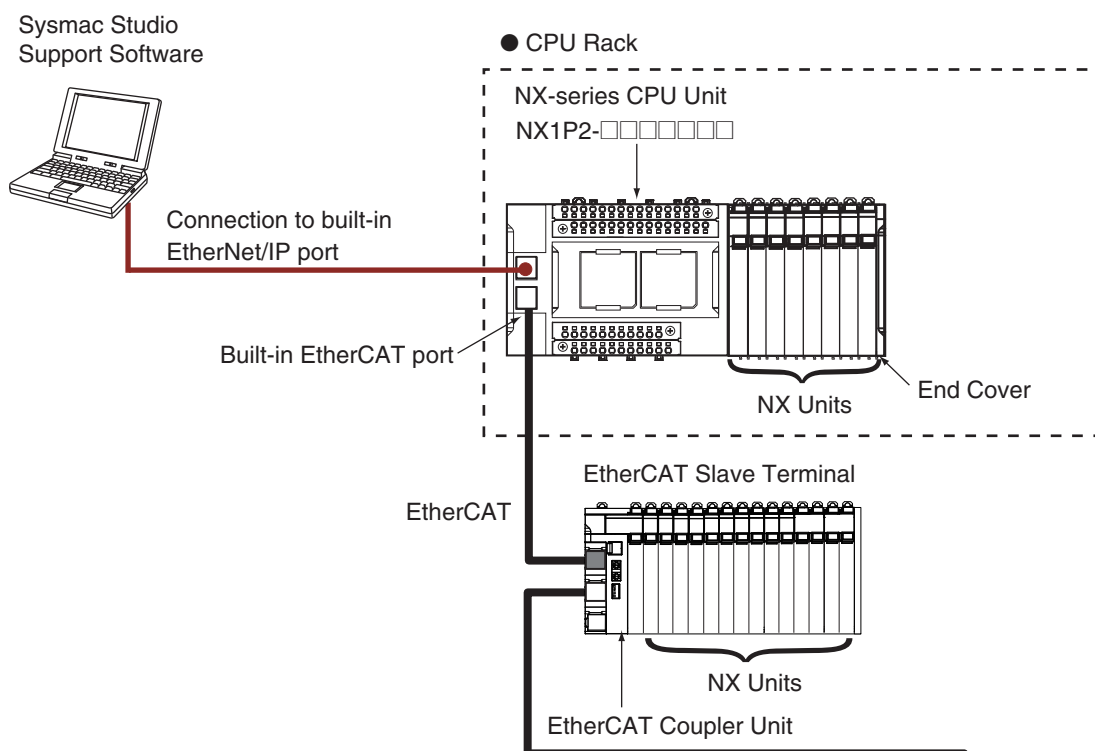 Sysmac Studio
Support Software
● CPU Rack
NX-series CPU Unit
NX1P2-□□□□□□□
Connection to built-in
EtherNet/IP port
Built-in EtherCAT port
End Cover
NX Units
EtherCAT Slave Terminal
EtherCAT
NX Units
EtherCAT Coupler Unit